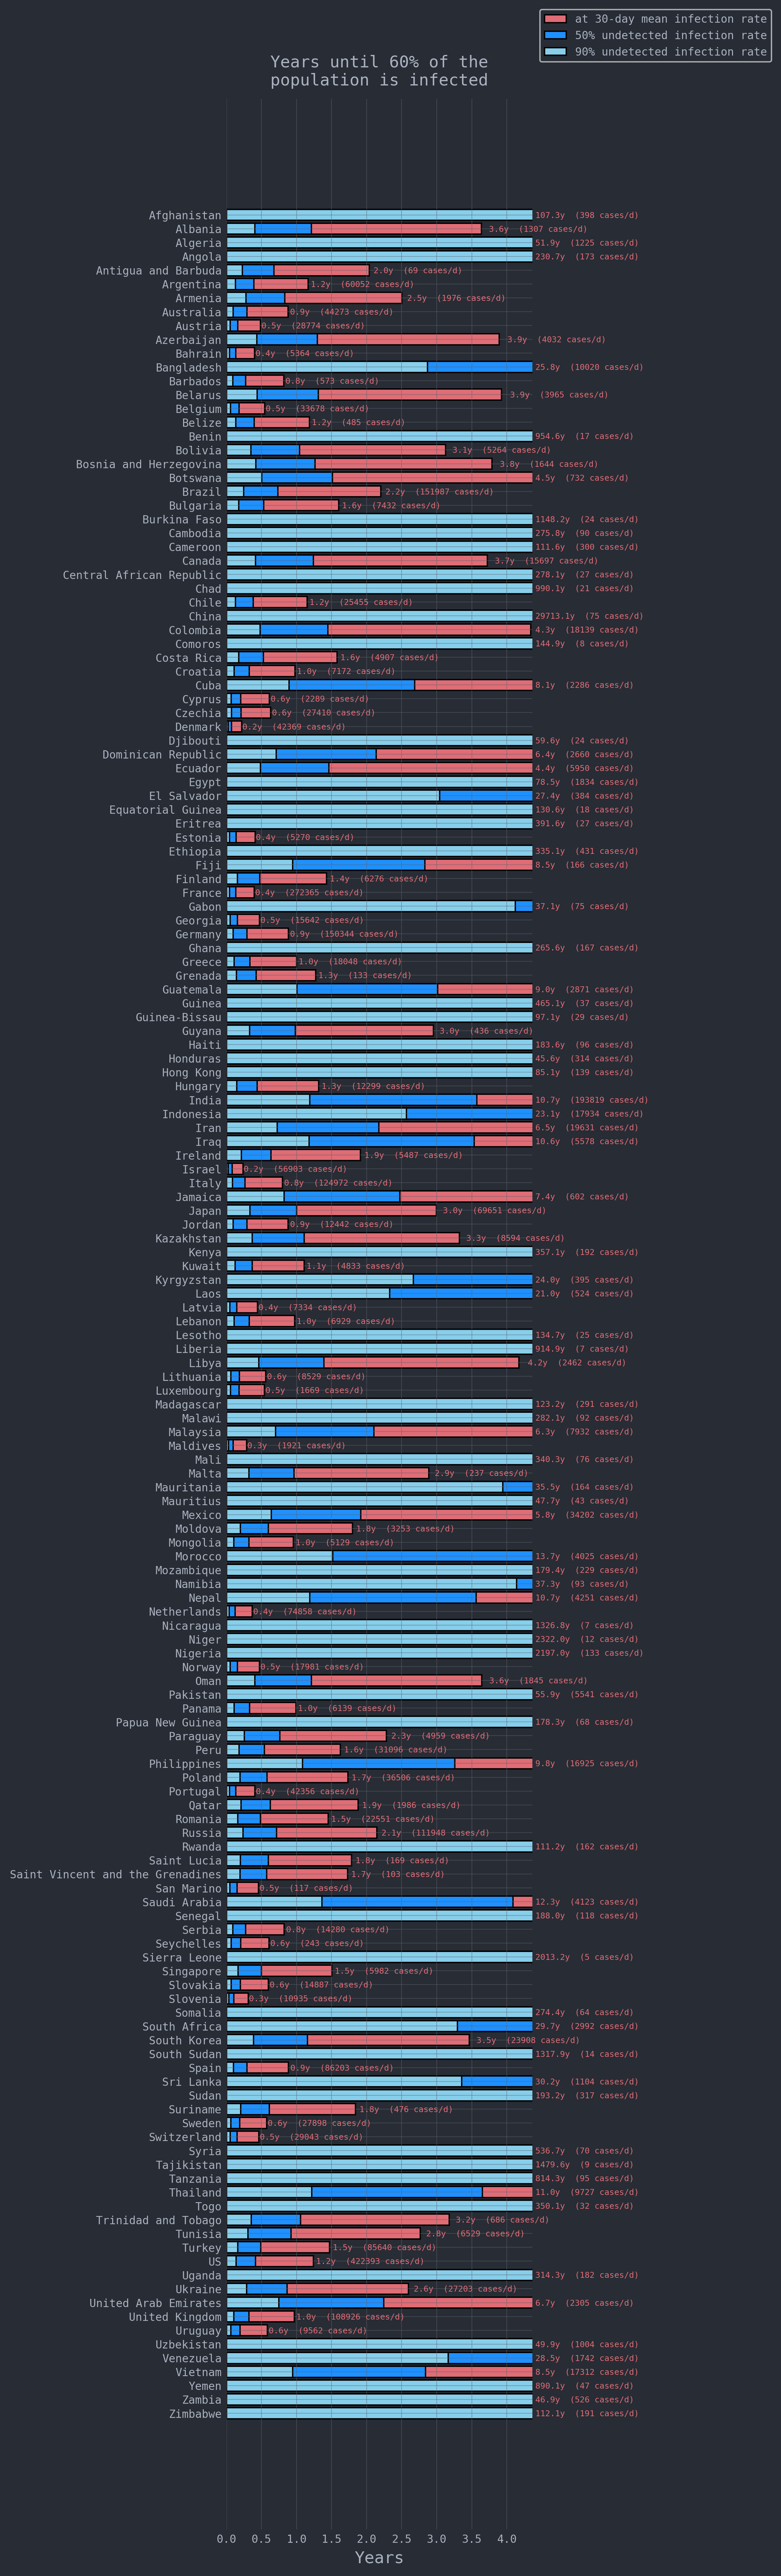 at 30-day mean infection rate
50% undetected infection rate
90% undetected infection rate
Years until 60% of the
population is infected
Afghanistan 107.3y (398 cases/d)
Albania 3.6y (1307 cases/d)
Algeria 51.9y (1225 cases/d)
Angola 230.7y (173 cases/d)
Antigua and Barbuda 2.0y (69 cases/d)
Argentina 1.2y (60052 cases/d)
Armenia 2.5y (1976 cases/d)
Australia 0.9y (44273 cases/d)
Austria 0.5y (28774 cases/d)
Azerbaijan 3.9y (4032 cases/d)
Bahrain 0.4y (5364 cases/d)
Bangladesh 25.8y (10020 cases/d)
Barbados 0.8y (573 cases/d)
Belarus 3.9y (3965 cases/d)
Belgium 0.5y (33678 cases/d)
Belize 1.2y (485 cases/d)
Benin 954.6y (17 cases/d)
Bolivia 3.1y (5264 cases/d)
Bosnia and Herzegovina 3.8y (1644 cases/d)
Botswana 4.5y (732 cases/d)
Brazil 2.2y (151987 cases/d)
Bulgaria 1.6y (7432 cases/d)
Burkina Faso 1148.2y (24 cases/d)
Cambodia 275.8y (90 cases/d)
Cameroon 111.6y (300 cases/d)
Canada 3.7y (15697 cases/d)
Central African Republic 278.1y (27 cases/d)
Chad 990.1y (21 cases/d)
Chile 1.2y (25455 cases/d)
China 29713.1y (75 cases/d)
Colombia 4.3y (18139 cases/d)
Comoros 144.9y (8 cases/d)
Costa Rica 1.6y (4907 cases/d)
Croatia 1.0y (7172 cases/d)
Cuba 8.1y (2286 cases/d)
Cyprus 0.6y (2289 cases/d)
Czechia 0.6y (27410 cases/d)
Denmark 0.2y (42369 cases/d)
Djibouti 59.6y (24 cases/d)
Dominican Republic 6.4y (2660 cases/d)
Ecuador 4.4y (5950 cases/d)
Egypt 78.5y (1834 cases/d)
El Salvador 27.4y (384 cases/d)
Equatorial Guinea 130.6y (18 cases/d)
Eritrea 391.6y (27 cases/d)
Estonia 0.4y (5270 cases/d)
Ethiopia 335.1y (431 cases/d)
Fiji 8.5y (166 cases/d)
Finland 1.4y (6276 cases/d)
France 0.4y (272365 cases/d)
Gabon 37.1y (75 cases/d)
Georgia 0.5y (15642 cases/d)
Germany 0.9y (150344 cases/d)
Ghana 265.6y (167 cases/d)
Greece 1.0y (18048 cases/d)
Grenada 1.3y (133 cases/d)
Guatemala 9.0y (2871 cases/d)
Guinea 465.1y (37 cases/d)
Guinea-Bissau 97.1y (29 cases/d)
Guyana 3.0y (436 cases/d)
Haiti 183.6y (96 cases/d)
Honduras 45.6y (314 cases/d)
Hong Kong 85.1y (139 cases/d)
Hungary 1.3y (12299 cases/d)
India 10.7y (193819 cases/d)
Indonesia 23.1y (17934 cases/d)
Iran 6.5y (19631 cases/d)
Iraq 10.6y (5578 cases/d)
Ireland 1.9y (5487 cases/d)
Israel 0.2y (56903 cases/d)
Italy 0.8y (124972 cases/d)
Jamaica 7.4y (602 cases/d)
Japan 3.0y (69651 cases/d)
Jordan 0.9y (12442 cases/d)
Kazakhstan 3.3y (8594 cases/d)
Kenya 357.1y (192 cases/d)
Kuwait 1.1y (4833 cases/d)
Kyrgyzstan 24.0y (395 cases/d)
Laos 21.0y (524 cases/d)
Latvia 0.4y (7334 cases/d)
Lebanon 1.0y (6929 cases/d)
Lesotho 134.7y (25 cases/d)
Liberia 914.9y (7 cases/d)
Libya 4.2y (2462 cases/d)
Lithuania 0.6y (8529 cases/d)
Luxembourg 0.5y (1669 cases/d)
Madagascar 123.2y (291 cases/d)
Malawi 282.1y (92 cases/d)
Malaysia 6.3y (7932 cases/d)
Maldives 0.3y (1921 cases/d)
Mali 340.3y (76 cases/d)
Malta 2.9y (237 cases/d)
Mauritania 35.5y (164 cases/d)
Mauritius 47.7y (43 cases/d)
Mexico 5.8y (34202 cases/d)
Moldova 1.8y (3253 cases/d)
Mongolia 1.0y (5129 cases/d)
Morocco 13.7y (4025 cases/d)
Mozambique 179.4y (229 cases/d)
Namibia 37.3y (93 cases/d)
Nepal 10.7y (4251 cases/d)
Netherlands 0.4y (74858 cases/d)
Nicaragua 1326.8y (7 cases/d)
Niger 2322.0y (12 cases/d)
Nigeria 2197.0y (133 cases/d)
Norway 0.5y (17981 cases/d)
Oman 3.6y (1845 cases/d)
Pakistan 55.9y (5541 cases/d)
Panama 1.0y (6139 cases/d)
Papua New Guinea 178.3y (68 cases/d)
Paraguay 2.3y (4959 cases/d)
Peru 1.6y (31096 cases/d)
Philippines 9.8y (16925 cases/d)
Poland 1.7y (36506 cases/d)
Portugal 0.4y (42356 cases/d)
Qatar 1.9y (1986 cases/d)
Romania 1.5y (22551 cases/d)
Russia 2.1y (111948 cases/d)
Rwanda 111.2y (162 cases/d)
Saint Lucia 1.8y (169 cases/d)
Saint Vincent and the Grenadines 1.7y (103 cases/d)
San Marino 0.5y (117 cases/d)
Saudi Arabia 12.3y (4123 cases/d)
Senegal 188.0y (118 cases/d)
Serbia 0.8y (14280 cases/d)
Seychelles 0.6y (243 cases/d)
Sierra Leone 2013.2y (5 cases/d)
Singapore 1.5y (5982 cases/d)
Slovakia 0.6y (14887 cases/d)
Slovenia 0.3y (10935 cases/d)
Somalia 274.4y (64 cases/d)
South Africa 29.7y (2992 cases/d)
South Korea 3.5y (23908 cases/d)
South Sudan 1317.9y (14 cases/d)
Spain 0.9y (86203 cases/d)
Sri Lanka 30.2y (1104 cases/d)
Sudan 193.2y (317 cases/d)
Suriname 1.8y (476 cases/d)
Sweden 0.6y (27898 cases/d)
Switzerland 0.5y (29043 cases/d)
Syria 536.7y (70 cases/d)
Tajikistan 1479.6y (9 cases/d)
Tanzania 814.3y (95 cases/d)
Thailand 11.0y (9727 cases/d)
Togo 350.1y (32 cases/d)
Trinidad and Tobago 3.2y (686 cases/d)
Tunisia 2.8y (6529 cases/d)
Turkey 1.5y (85640 cases/d)
US 1.2y (422393 cases/d)
Uganda 314.3y (182 cases/d)
Ukraine 2.6y (27203 cases/d)
United Arab Emirates 6.7y (2305 cases/d)
United Kingdom 1.0y (108926 cases/d)
Uruguay 0.6y (9562 cases/d)
Uzbekistan 49.9y (1004 cases/d)
Venezuela 28.5y (1742 cases/d)
Vietnam 8.5y (17312 cases/d)
Yemen 890.1y (47 cases/d)
Zambia 46.9y (526 cases/d)
Zimbabwe 112.1y (191 cases/d)
0.0 0.5 1.0 1.5 2.0 2.5 3.0 3.5 4.0
Years